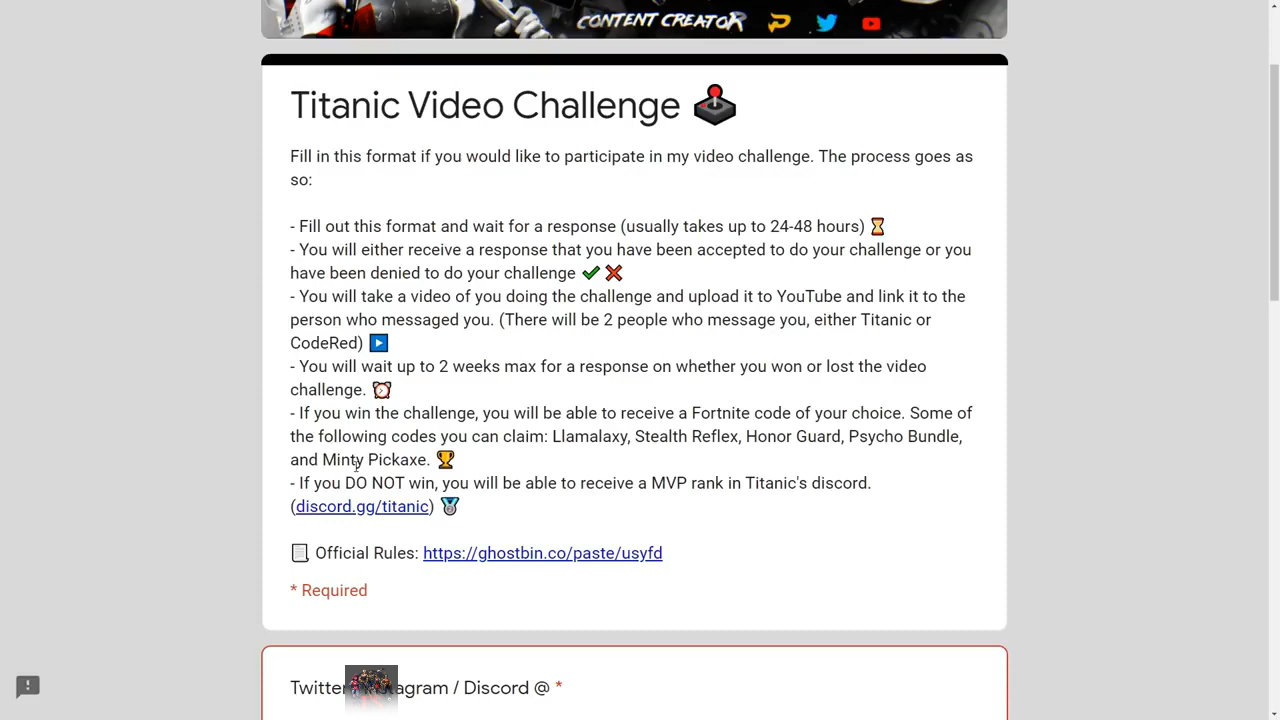 CONTENT CREATOR
Titanic Video Challenge
Fill in this format if you would like to participate in my video challenge. The process goes as
so:
- Fill out this format and wait for a response (usually takes up to 24-48 hours)
- You will either receive a response that you have been accepted to do your challenge or you
have been denied to do your challenge
- You will take a video of you doing the challenge and upload it to YouTube and link it to the
person who messaged you. (There will be 2 people who message you, either Titanic or
CodeRed)
- You will wait up to 2 weeks max for a response on whether you won or lost the video
challenge.
- If you win the challenge, you will be able to receive a Fortnite code of your choice. Some of
the following codes you can claim: Llamalaxy, Stealth Reflex, Honor Guard, Psycho Bundle,
and Minty Pickaxe.
- If you DO NOT win, you will be able to receive a MVP rank in Titanic's discord.
(discord.gg/titanic)
Official Rules: https://ghostbin.co/paste/usyfd
* Required
Twitter / Discord @ *